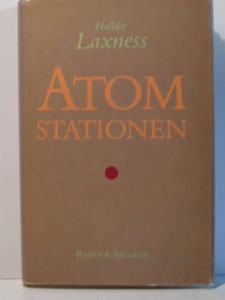 Halldór
Laxness
ATOM
STATIONEN
RABÉN & SJÖGREN